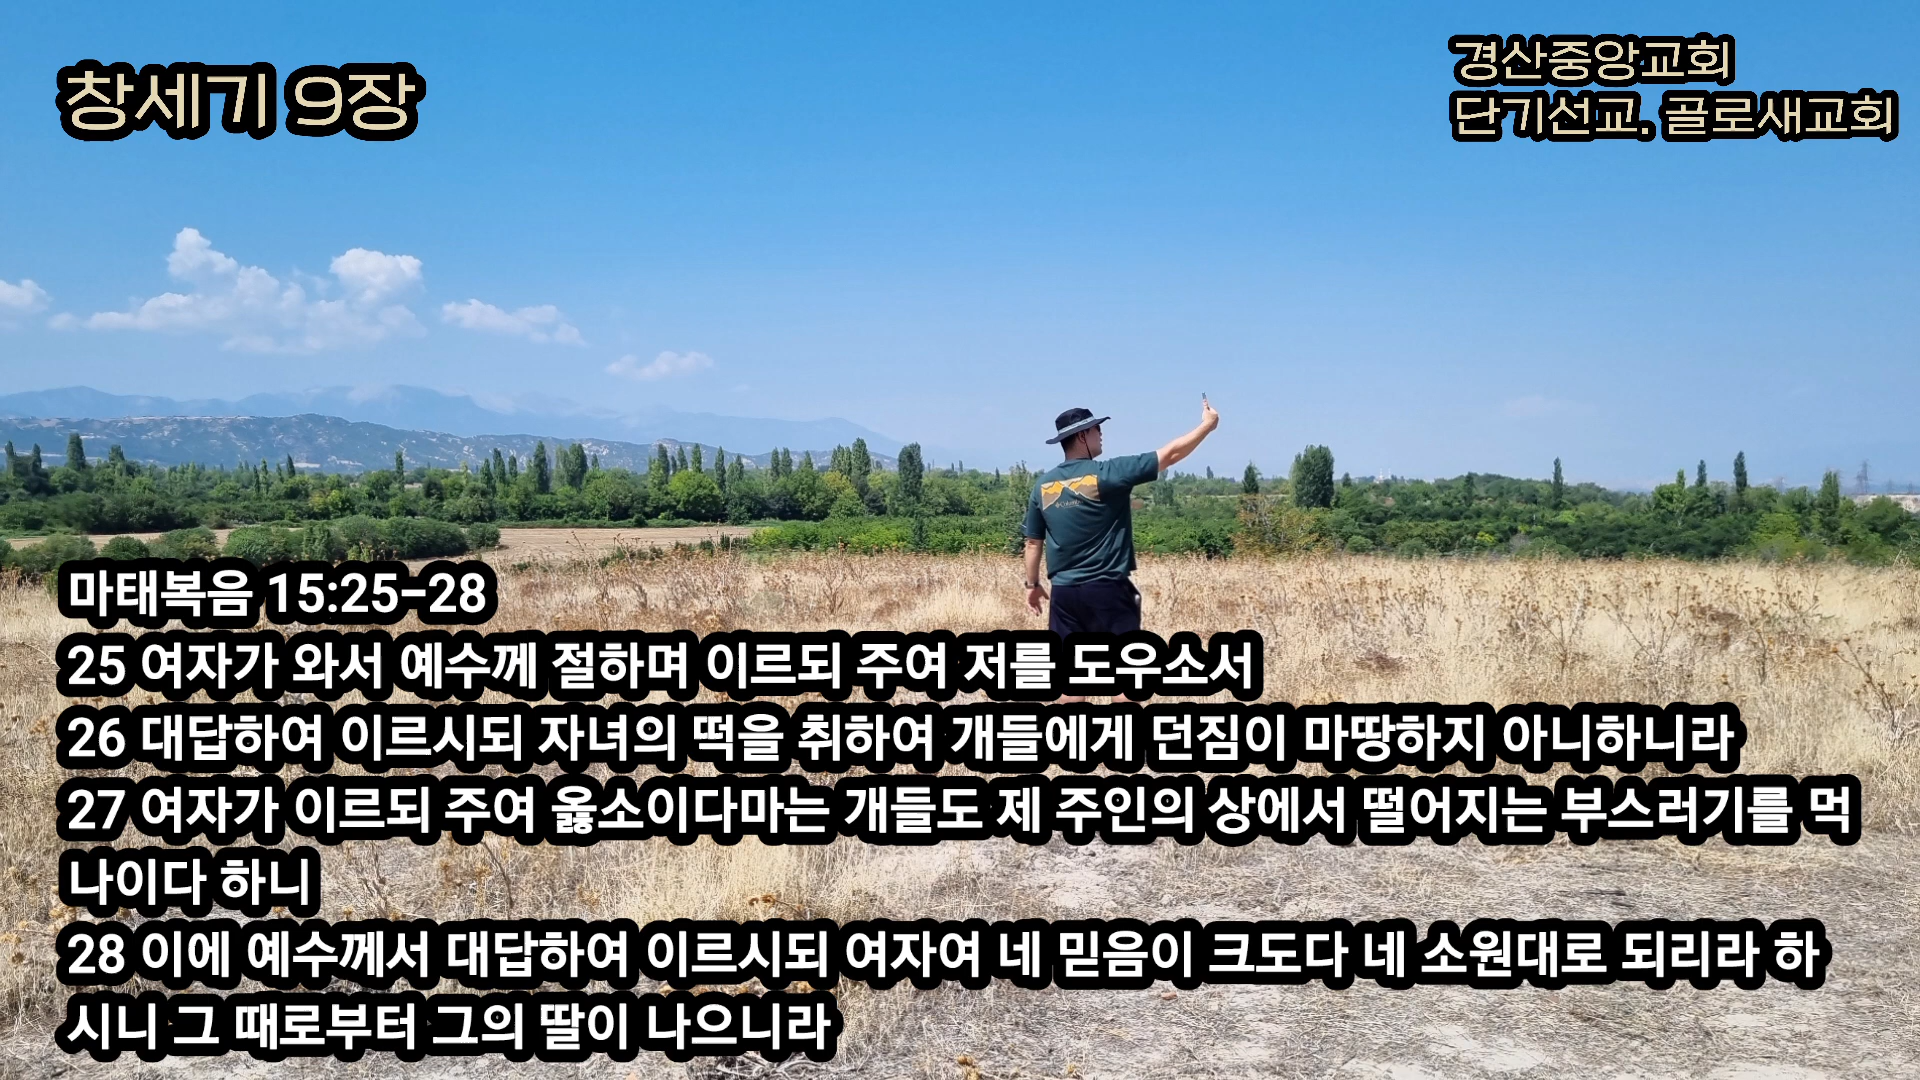 창세기 9장
경산중앙교회
단기선교. 골로새교회
마태복음 15:25-28
25 여자가 와서 예수께 절하며 이르되 주여 저를 도우소서
26 대답하여 이르시되 자녀의 떡을 취하여 개들에게 던짐이 마땅하지 아니하니라
27 여자가 이르되 주여 옳소이다마는 개들도 제 주인의 상에서 떨어지는 부스러기를 먹
나이다 하니
28 이에 예수께서 대답하여 이르시되 여자여 네 믿음이 크도다 네 소원대로 되리라 하
시니 그 때로부터 그의 딸이 나으니라